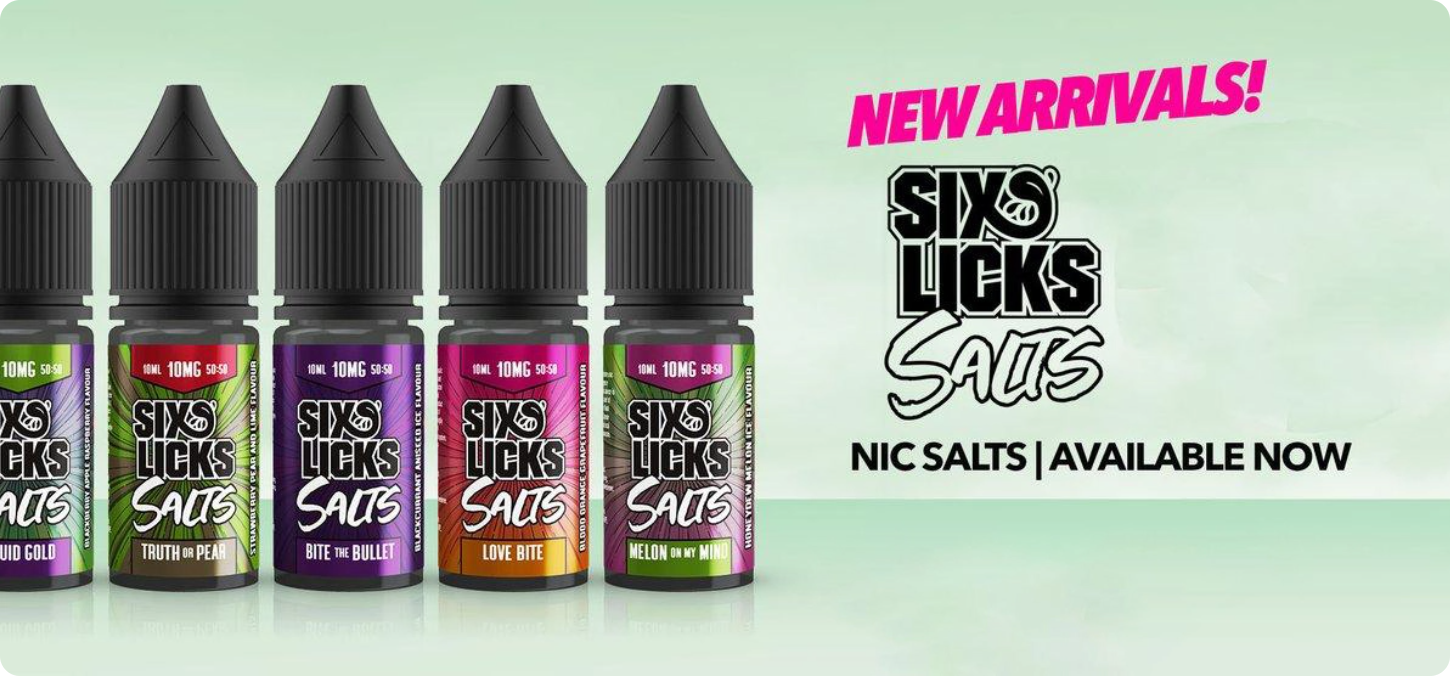 NEW ARRIVALS!
SIX
LICKS
SALTS
NIC SALTS | AVAILABLE NOW
10MG 50:50
UID GOLD
BLACKBERRY APPLE RASPBERRY FLAVOUR
10ML 10MG 50:50
SIX
LICKS
SALTS
TRUTH OR PEAR
STRAWBERRY PEAR AND LIME FLAVOUR
10ML 10MG 50:50
SIX
LICKS
SALTS
BITE THE BULLET
BLACKCURRANT ANISEED ICE FLAVOUR
10ML 10MG 50:50
SIX
LICKS
SALTS
LOVE BITE
BLOOD ORANGE GRAPEFRUIT FLAVOUR
10ML 10MG 50:50
SIX
LICKS
SALTS
MELON ON MY MIND
HONEYDEW MELON ICE FLAVOUR